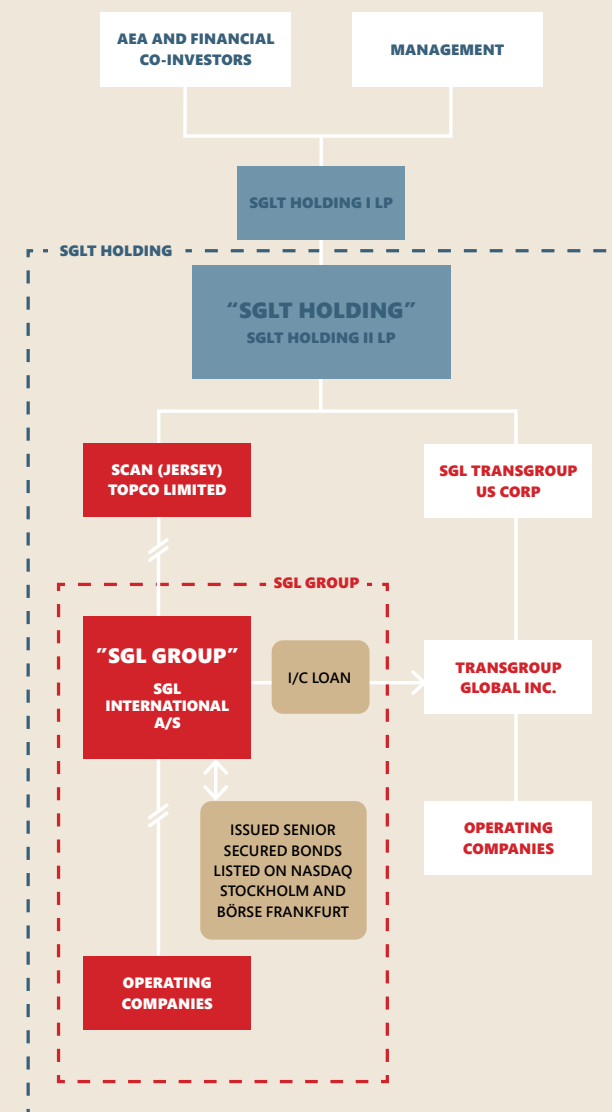 AEA AND FINANCIAL
CO-INVESTORS
MANAGEMENT
SGLT HOLDING I LP
SGLT HOLDING
“SGLT HOLDING”
SGLT HOLDING II LP
SCAN (JERSEY)
TOPCO LIMITED
SGL TRANSGROUP
US CORP
SGL GROUP
”SGL GROUP”
SGL
INTERNATIONAL
A/S
I/C LOAN
TRANSGROUP
GLOBAL INC.
ISSUED SENIOR
SECURED BONDS
LISTED ON NASDAQ
STOCKHOLM AND
BÖRSE FRANKFURT
OPERATING
COMPANIES
OPERATING
COMPANIES